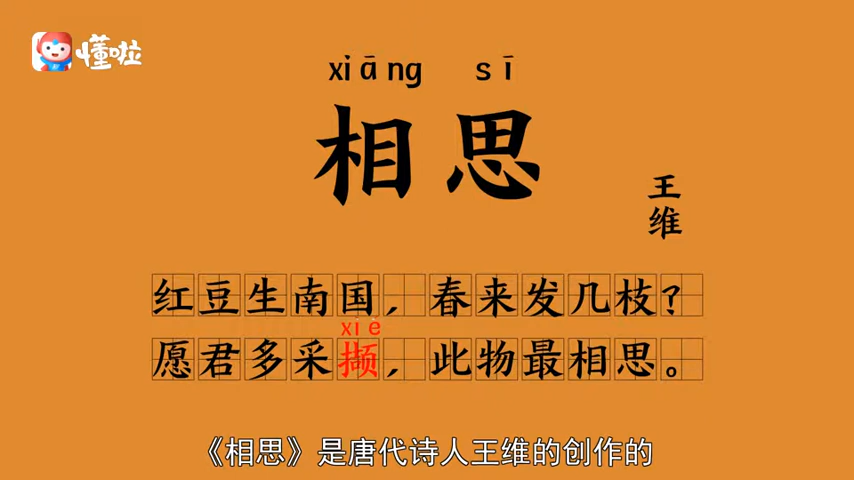 懂啦
xiāng sī
相思
王维
红豆生南国，春来发几枝？
xié
愿君多采撷，此物最相思。
《相思》是唐代诗人王维的创作的